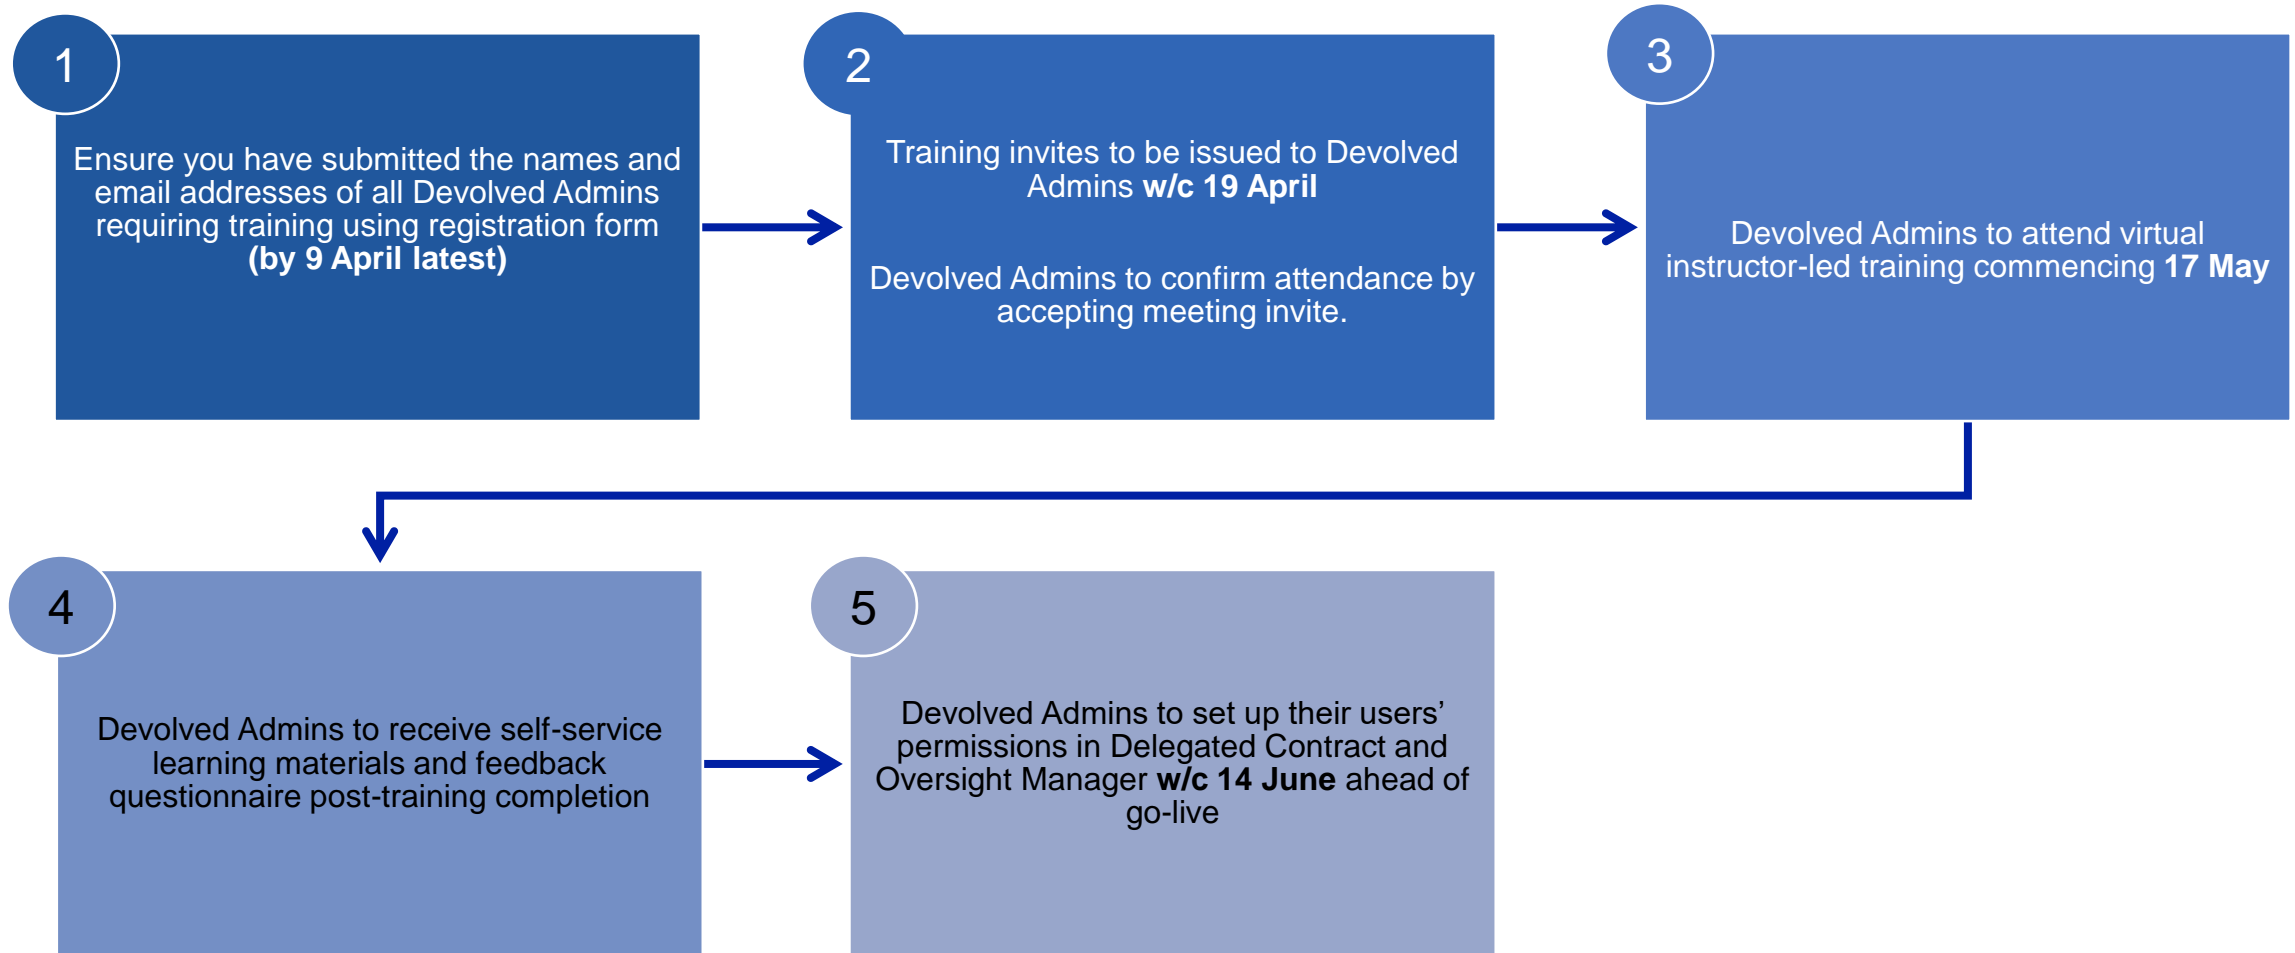 1
Ensure you have submitted the names and
email addresses of all Devolved Admins
requiring training using registration form
(by 9 April latest)
2
Training invites to be issued to Devolved
Admins w/c 19 April
Devolved Admins to confirm attendance by
accepting meeting invite.
3
Devolved Admins to attend virtual
instructor-led training commencing 17 May
4
Devolved Admins to receive self-service
learning materials and feedback
questionnaire post-training completion
5
Devolved Admins to set up their users’
permissions in Delegated Contract and
Oversight Manager w/c 14 June ahead of
go-live